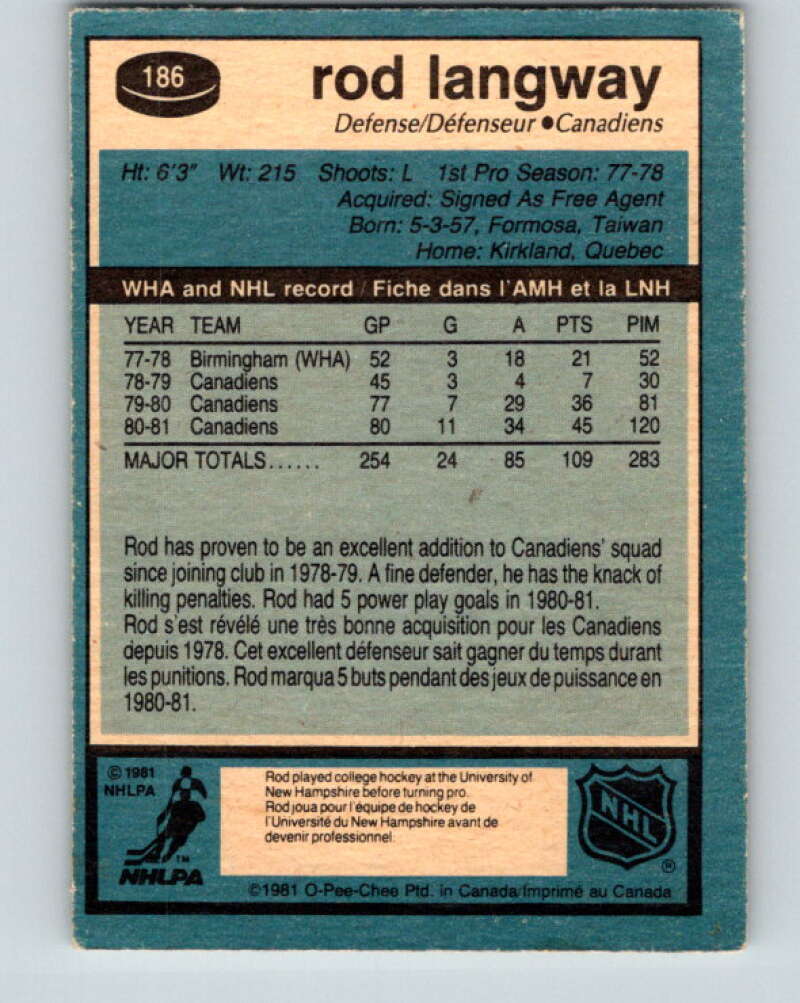 186
rod langway
Defense/Défenseur ●Canadiens
Ht: 6'3" Wt: 215 Shoots: L 1st Pro Season: 77-78
Acquired: Signed As Free Agent
Born: 5-3-57, Formosa, Taiwan
Home: Kirkland, Quebec
WHA and NHL record / Fiche dans l'AMH et la LNH
YEAR TEAM GP G A PTS PIM
77-78 Birmingham (WHA) 52 3 18 21 52
78-79 Canadiens 45 3 4 7 30
79-80 Canadiens 77 7 29 36 81
80-81 Canadiens 80 11 34 45 120
MAJOR TOTALS...... 254 24 85 109 283
Rod has proven to be an excellent addition to Canadiens' squad
since joining club in 1978-79. A fine defender, he has the knack of
killing penalties. Rod had 5 power play goals in 1980-81.
Rod s'est révélé une très bonne acquisition pour les Canadiens
depuis 1978. Cet excellent défenseur sait gagner du temps durant
les punitions. Rod marqua 5 buts pendant des jeux de puissance en
1980-81.
© 1981
NHLPA
TM
NHLPA
Rod played college hockey at the University of
New Hampshire before turning pro.
Rod joua pour l'équipe de hockey de
l'Université du New Hampshire avant de
devenir professionnel.
NHL
®
©1981 O-Pee-Chee Ptd. in Canada/Imprimé au Canada